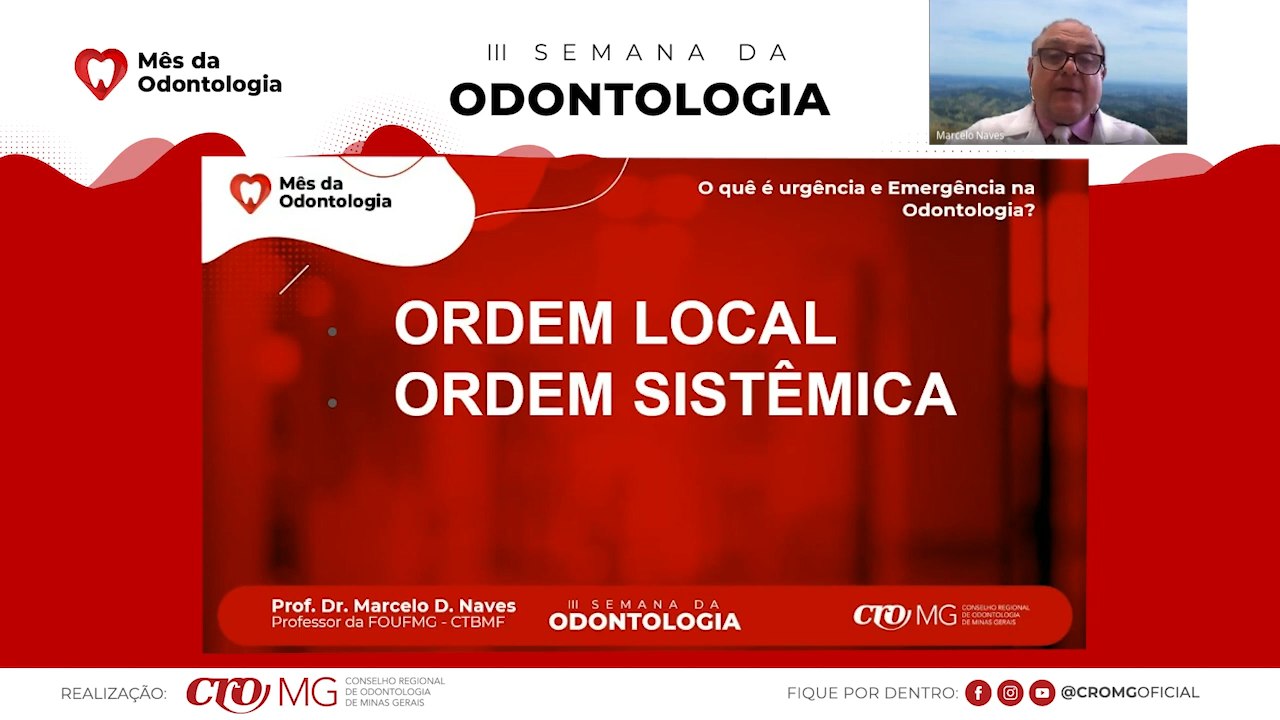 Mês da
Odontologia
III SEMANA DA
ODONTOLOGIA
Marcelo Naves
Mês da
Odontologia
O quê é urgência e Emergência na
Odontologia?
• ORDEM LOCAL
• ORDEM SISTÊMICA
Prof. Dr. Marcelo D. Naves
Professor da FOUFMG - CTBMF
III SEMANA DA
ODONTOLOGIA
CRO MG
CONSELHO REGIONAL
DE ODONTOLOGIA
DE MINAS GERAIS
REALIZAÇÃO:
CRO MG
CONSELHO REGIONAL
DE ODONTOLOGIA
DE MINAS GERAIS
FIQUE POR DENTRO:
@CROMGOFICIAL